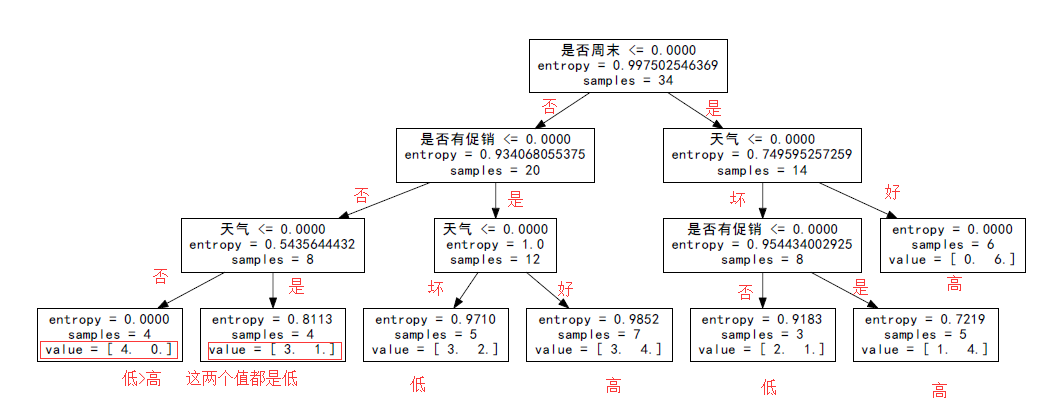 是否周末 <= 0.0000
entropy = 0.997502546369
samples = 34
否
是
是否有促销 <= 0.0000
entropy = 0.934068055375
samples = 20
天气 <= 0.0000
entropy = 0.749595257259
samples = 14
否
是
坏
好
天气 <= 0.0000
entropy = 0.5435644432
samples = 8
天气 <= 0.0000
entropy = 1.0
samples = 12
是否有促销 <= 0.0000
entropy = 0.954434002925
samples = 8
entropy = 0.0000
samples = 6
value = [ 0. 6.]
否
是
坏
好
否
是
高
entropy = 0.0000
samples = 4
value = [ 4. 0.]
entropy = 0.8113
samples = 4
value = [ 3. 1.]
entropy = 0.9710
samples = 5
value = [ 3. 2.]
entropy = 0.9852
samples = 7
value = [ 3. 4.]
entropy = 0.9183
samples = 3
value = [ 2. 1.]
entropy = 0.7219
samples = 5
value = [ 1. 4.]
低>高
这两个值都是低
低
高
低
高